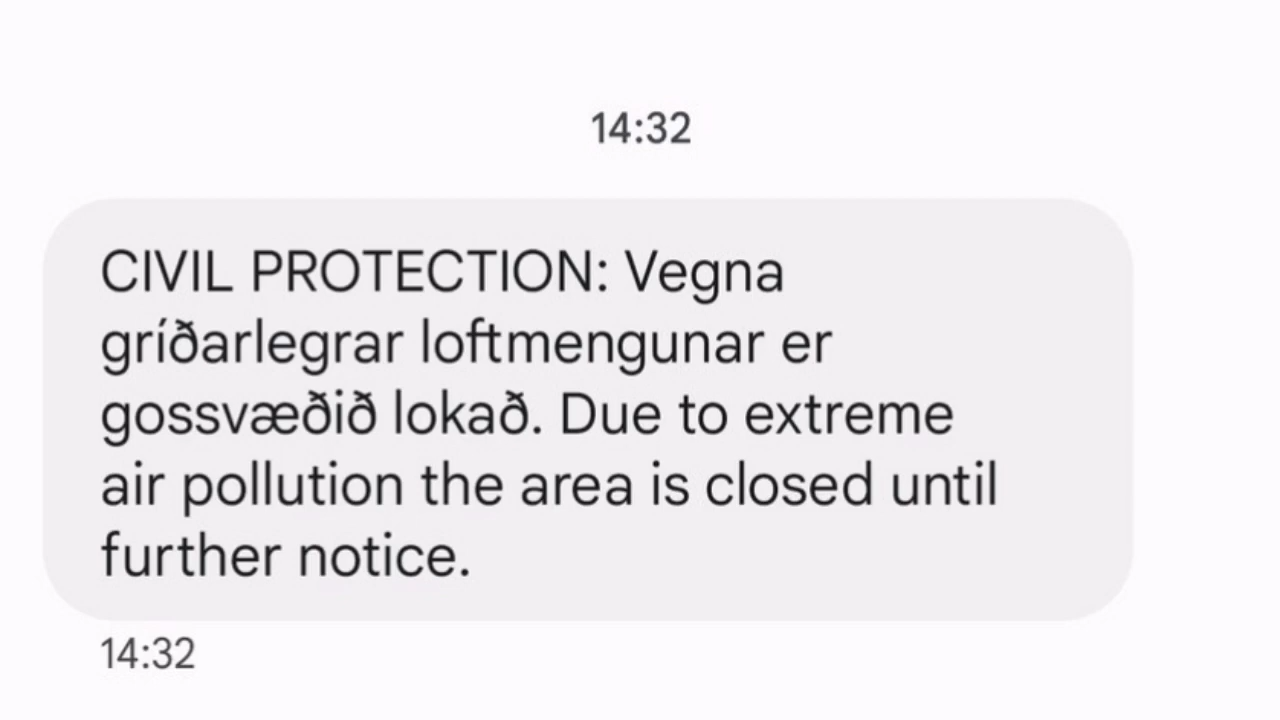 14:32
CIVIL PROTECTION: Vegna
gríðarlegrar loftmengunar er
gossvæðið lokað. Due to extreme
air pollution the area is closed until
further notice.
14:32